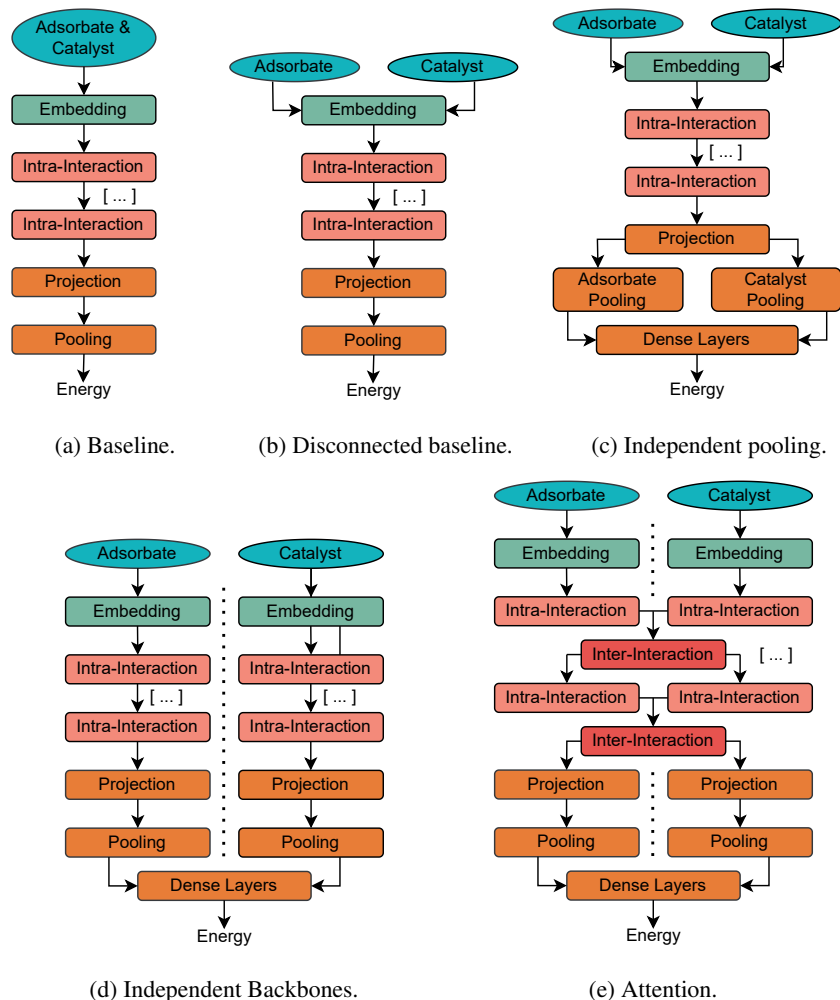 Adsorbate &
Catalyst
Embedding
Intra-Interaction
[ ... ]
Intra-Interaction
Projection
Pooling
Energy
(a) Baseline.
Adsorbate
Catalyst
Embedding
Intra-Interaction
[ ... ]
Intra-Interaction
Projection
Pooling
Energy
(b) Disconnected baseline.
Adsorbate
Catalyst
Embedding
Intra-Interaction
[ ... ]
Intra-Interaction
Projection
Adsorbate
Pooling
Catalyst
Pooling
Dense Layers
Energy
(c) Independent pooling.
Adsorbate
Catalyst
Embedding
Embedding
Intra-Interaction
Intra-Interaction
[ ... ]
[ ... ]
Intra-Interaction
Intra-Interaction
Projection
Projection
Pooling
Pooling
Dense Layers
Energy
(d) Independent Backbones.
Adsorbate
Catalyst
Embedding
Embedding
Intra-Interaction
Intra-Interaction
Inter-Interaction
[ ... ]
Intra-Interaction
Intra-Interaction
Inter-Interaction
Projection
Projection
Pooling
Pooling
Dense Layers
Energy
(e) Attention.